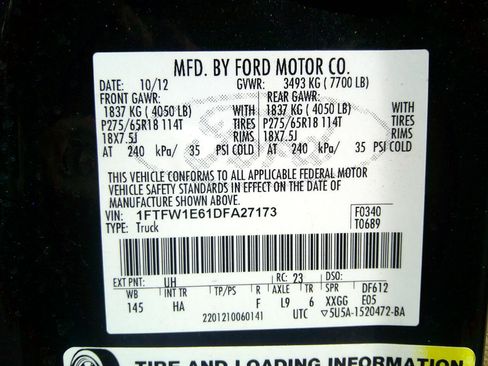 MFD. BY FORD MOTOR CO.
DATE: 10/12 GVWR: 3493 KG ( 7700 LB)
FRONT GAWR: REAR GAWR:
1837 KG ( 4050 LB) WITH 1837 KG ( 4050 LB) WITH
P275/65R18 114T TIRES P275/65R18 114T TIRES
18X7.5J RIMS 18X7.5J RIMS
AT 240 kPa/ 35 PSI COLD AT 240 kPa/ 35 PSI COLD
THIS VEHICLE CONFORMS TO ALL APPLICABLE FEDERAL MOTOR
VEHICLE SAFETY STANDARDS IN EFFECT ON THE DATE OF
MANUFACTURE SHOWN ABOVE.
VIN: 1FTFW1E61DFA27173 F0340
TYPE: Truck T0689
EXT PNT: UH RC: 23 DSO:
WB INT TR TP/PS R AXLE TR SPR DF612
145 HA F L9 6 XXGG E05
2201210060141 UTC ▽5U5A-1520472-BA
TIRE AND LOADING INFORMATION